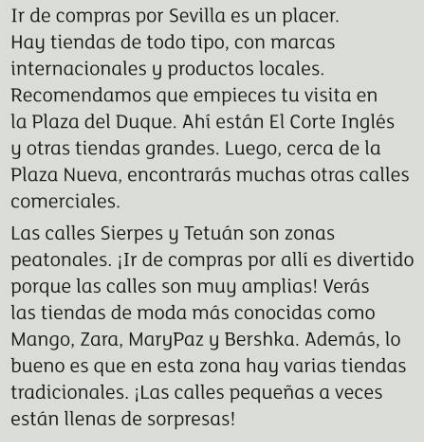 Ir de compras por Sevilla es un placer.
Hay tiendas de todo tipo, con marcas
internacionales y productos locales.
Recomendamos que empieces tu visita en
la Plaza del Duque. Ahí están El Corte Inglés
y otras tiendas grandes. Luego, cerca de la
Plaza Nueva, encontrarás muchas otras calles
comerciales.
Las calles Sierpes y Tetuán son zonas
peatonales. ¡Ir de compras por allí es divertido
porque las calles son muy amplias! Verás
las tiendas de moda más conocidas como
Mango, Zara, MaryPaz y Bershka. Además, lo
bueno es que en esta zona hay varias tiendas
tradicionales. ¡Las calles pequeñas a veces
están llenas de sorpresas!